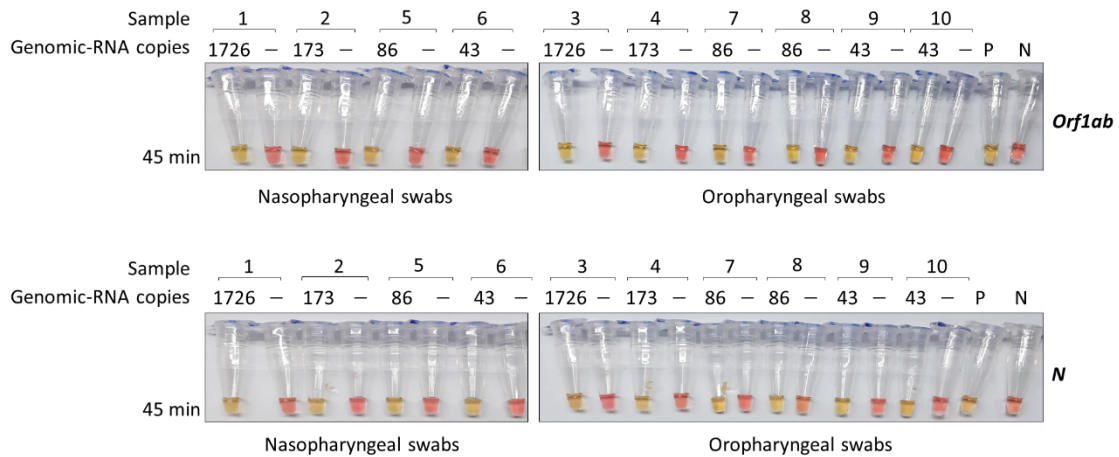 Sample 1 2 5 6 3 4 7 8 9 10
Genomic-RNA copies 1726 — 173 — 86 — 43 — 1726 — 173 — 86 — 86 — 43 — 43 — P N
Orf1ab
45 min
Nasopharyngeal swabs Oropharyngeal swabs
Sample 1 2 5 6 3 4 7 8 9 10
Genomic-RNA copies 1726 — 173 — 86 — 43 — 1726 — 173 — 86 — 86 — 43 — 43 — P N
N
45 min
Nasopharyngeal swabs Oropharyngeal swabs